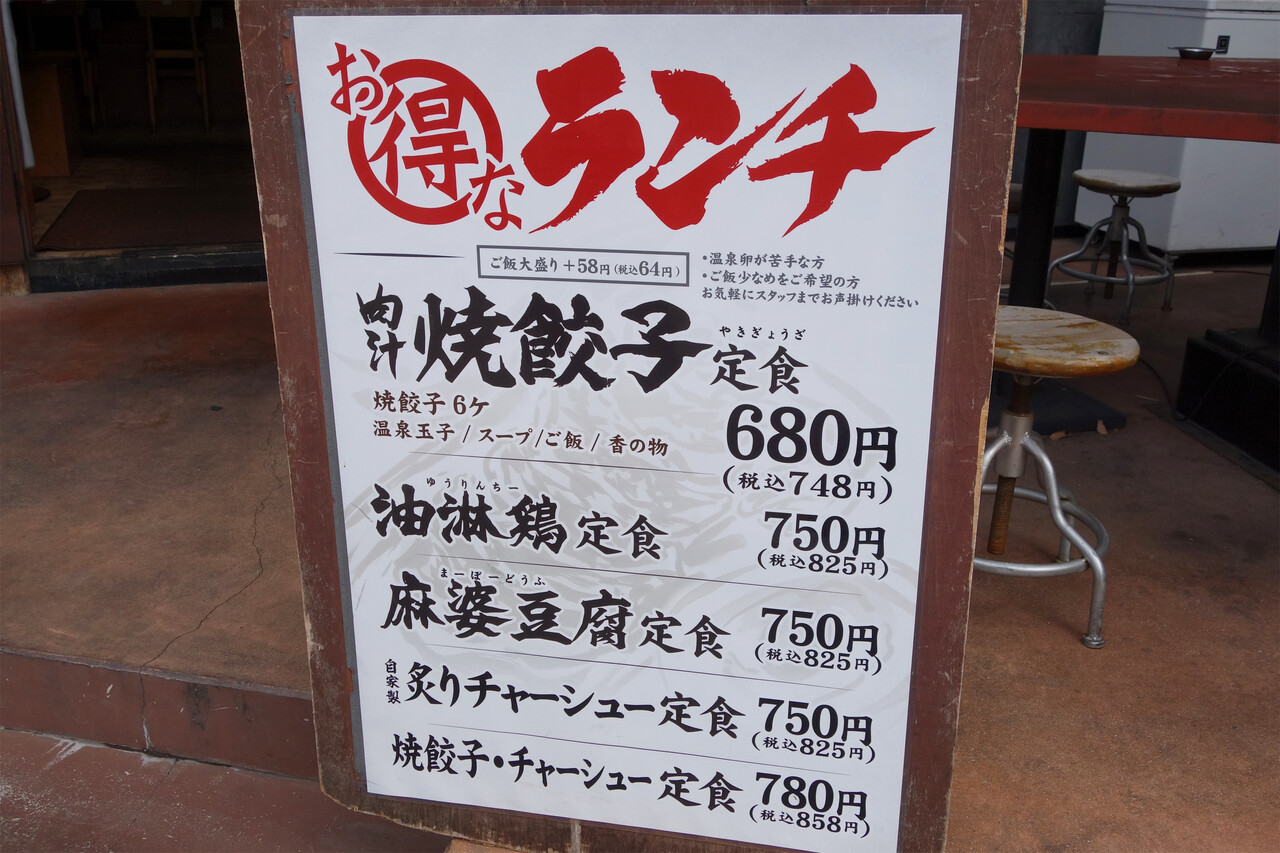 お得なランチ
ご飯大盛り+58円(税込64円)
・温泉卵が苦手な方
・ご飯少なめをご希望の方
お気軽にスタッフまでお声掛けください
肉汁焼餃子定食
やきぎょうざ
焼餃子 6ケ
温泉玉子 / スープ/ご飯 / 香の物
680円
(税込748円)
ゆうりんちー
油淋鶏定食
750円
(税込825円)
まーぼーどうふ
麻婆豆腐定食
750円
(税込825円)
自家製 炙りチャーシュー定食
750円
(税込825円)
焼餃子・チャーシュー定食
780円
(税込858円)